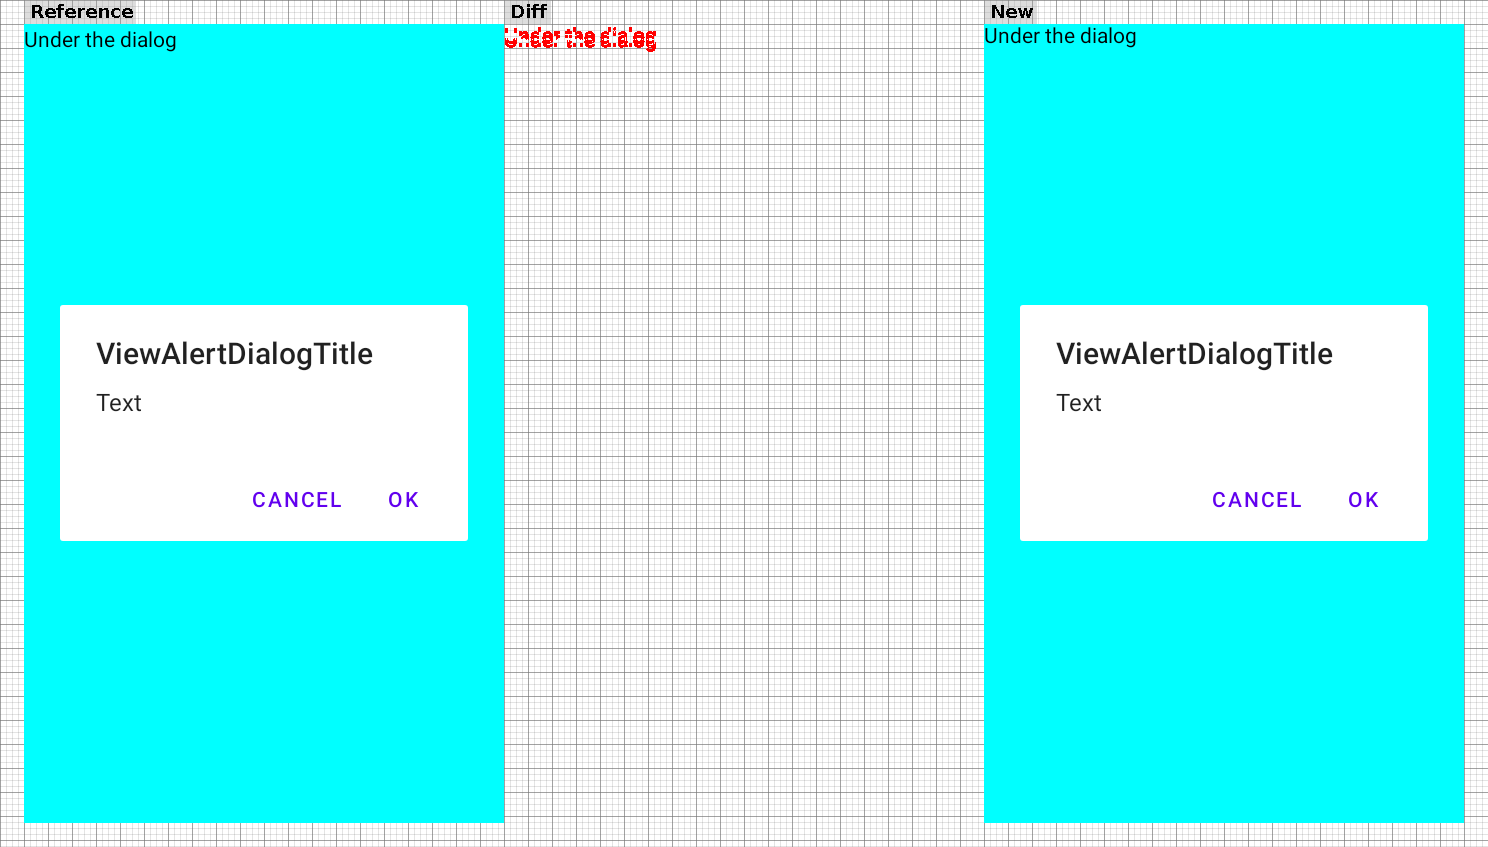 Reference
Under the dialog
ViewAlertDialogTitle
Text
CANCEL OK
Diff
Under the dialog
New
Under the dialog
ViewAlertDialogTitle
Text
CANCEL OK